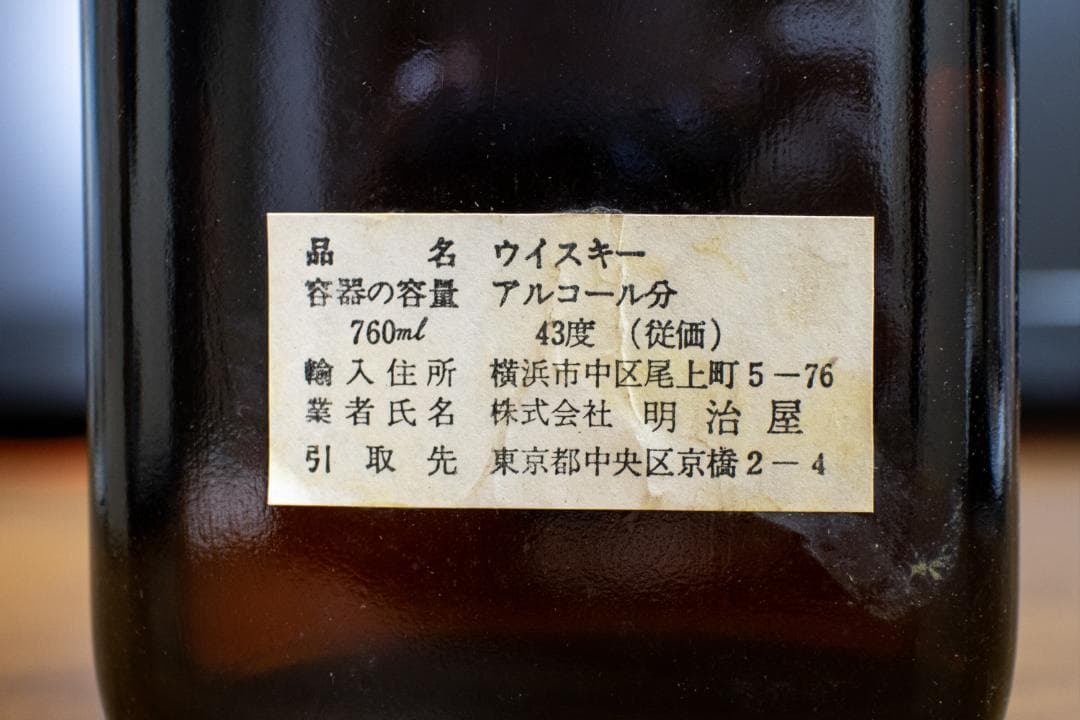 品名 ウイスキー
容器の容量 アルコール分
760ml 43度 (従価)
輸入住所 横浜市中区尾上町5-76
業者氏名 株式会社 明治屋
引取先 東京都中央区京橋2-4